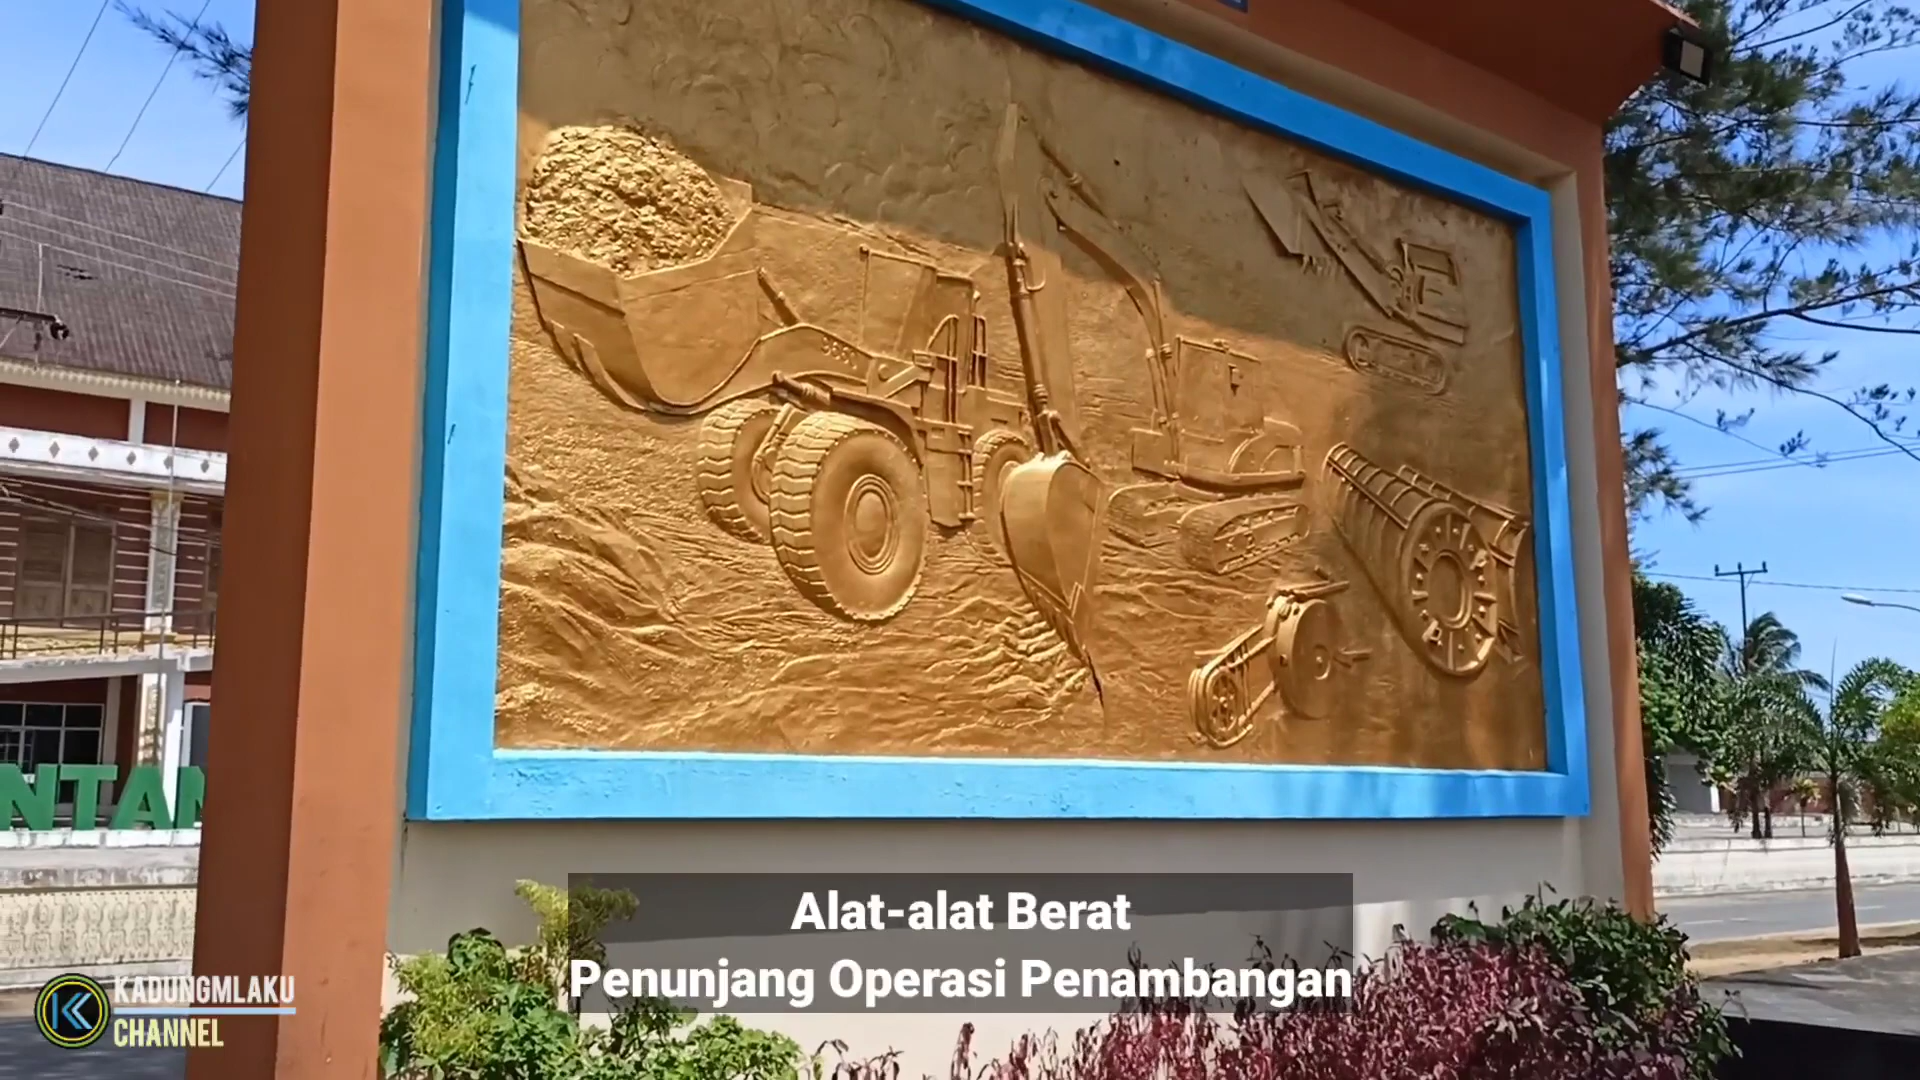 NTAN
Alat-alat Berat
Penunjang Operasi Penambangan
KADUNGMLAKU
CHANNEL